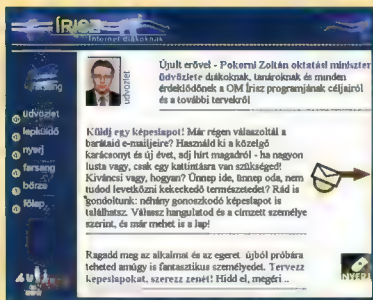 ÍRISZ
Internet diákoknak
Újult erővel - Pokorni Zoltán oktatási miniszter
üdvözlete diákoknak, tanároknak és minden
érdeklődőnek a OM Írisz programjának céljairól
és a további tervekről
üdvözlet
Küldj egy képeslapot! Már régen válaszoltál a
barátaid e-mailjeire? Használd ki a közelgő
karácsonyt és új évet, adj hírt magadról - ha nagyon
lusta vagy, csak egy kattintásra van szükséged!
Kíváncsi vagy, hogyan? Ünnep ide, ünnep oda, nem
tudod levetkőzni kekeckedő természetedet? Rád is
gondoltunk: néhány gonoszkodó képeslapot is
találhatsz. Válassz hangulatod és a címzett személye
szerint, és már mehet is a lap!
Ragadd meg az alkalmat és az egeret újból próbára
teheted amúgy is fantasztikus személyedet. Tervezz
képeslapokat, szerezz zenét! Hidd el, megéri ..
üdvözlet
lapküldő
nyerj
farsang
börze
főlap
NYERJ